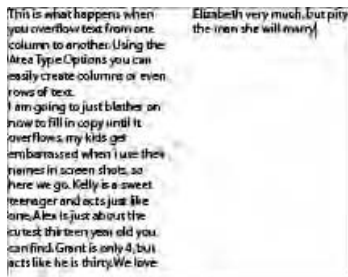 This is what happens when
you overflow text from one
column to another. Using the
Area Type Options you can
easily create columns or even
rows of text.
I am going to just blather on
now to fill in copy until it
overflows. my kids get
embarrassed when i use their
names in screen shots, so
here we go. Kelly is a sweet
teenager and acts just like
one. Alex is just about the
cutest thirteen year old you
can find. Grant is only 4, but
acts like he is thirty. We love
Elizabeth very much, but pity
the man she will marry